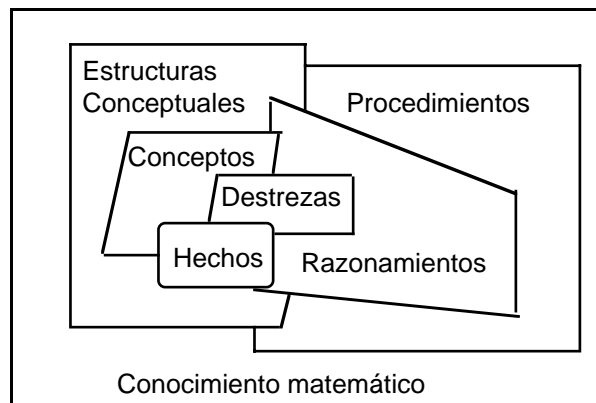 Estructuras
Conceptuales
Procedimientos
Conceptos
Destrezas
Hechos
Razonamientos
Conocimiento matemático